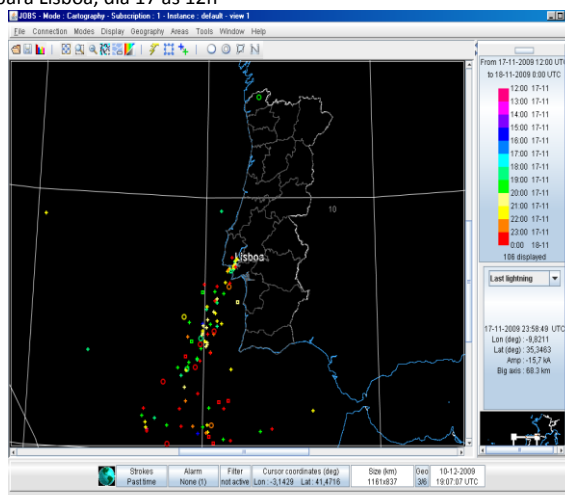 para Lisboa, dia 17 às 12h
JOBS - Mode : Cartography - Subscription : 1 - Instance : default - view 1
File Connection Modes Display Geography Areas Tools Window Help
From 17-11-2009 12:00 UTC
to 18-11-2009 0:00 UTC
12:00 17-11
13:00 17-11
14:00 17-11
15:00 17-11
16:00 17-11
17:00 17-11
18:00 17-11
19:00 17-11
20:00 17-11
21:00 17-11
22:00 17-11
23:00 17-11
0:00 18-11
106 displayed
10
Lisboa
Last lightning
17-11-2009 23:58:49 UTC
Lon (deg) : -9,8211
Lat (deg) : 35,3463
Amp : -15,7 kA
Big axis : 68.3 km
Strokes
Past time
Alarm
None (1)
Filter
not active
Cursor coordinates (deg)
Lon : -3,1429 Lat : 41,4716
Size (km)
1161x837
Geo
3/6
10-12-2009
19:07:07 UTC